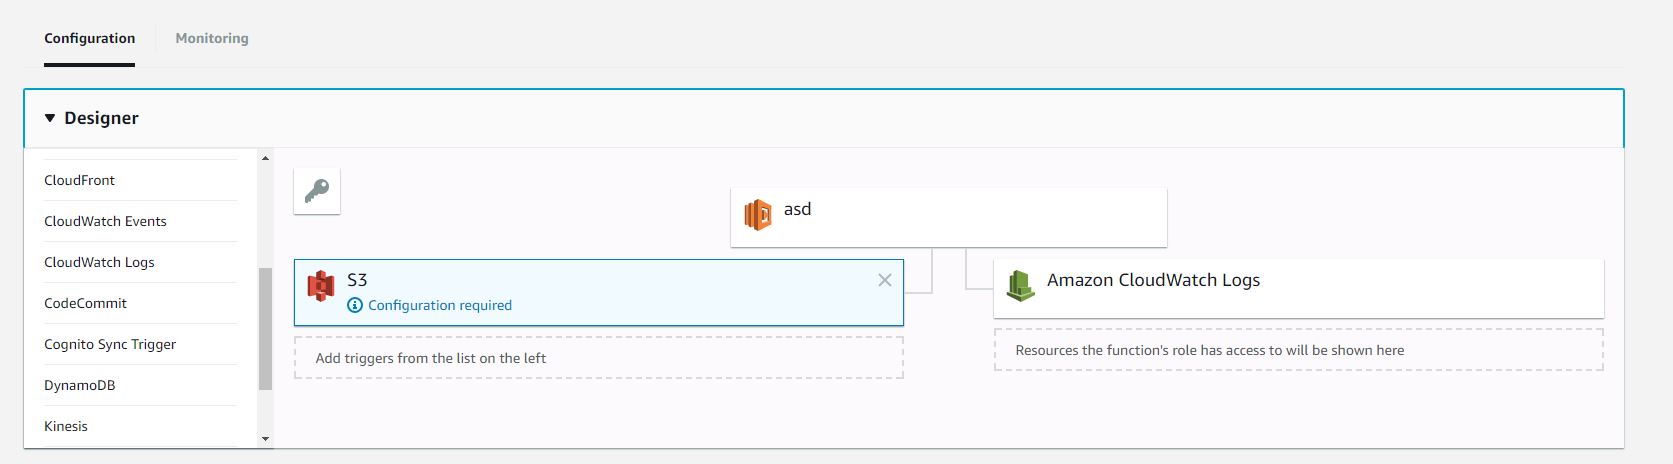 Configuration
Monitoring
Designer
CloudFront
CloudWatch Events
CloudWatch Logs
CodeCommit
Cognito Sync Trigger
DynamoDB
Kinesis
asd
S3
Configuration required
Add triggers from the list on the left
Amazon CloudWatch Logs
Resources the function's role has access to will be shown here